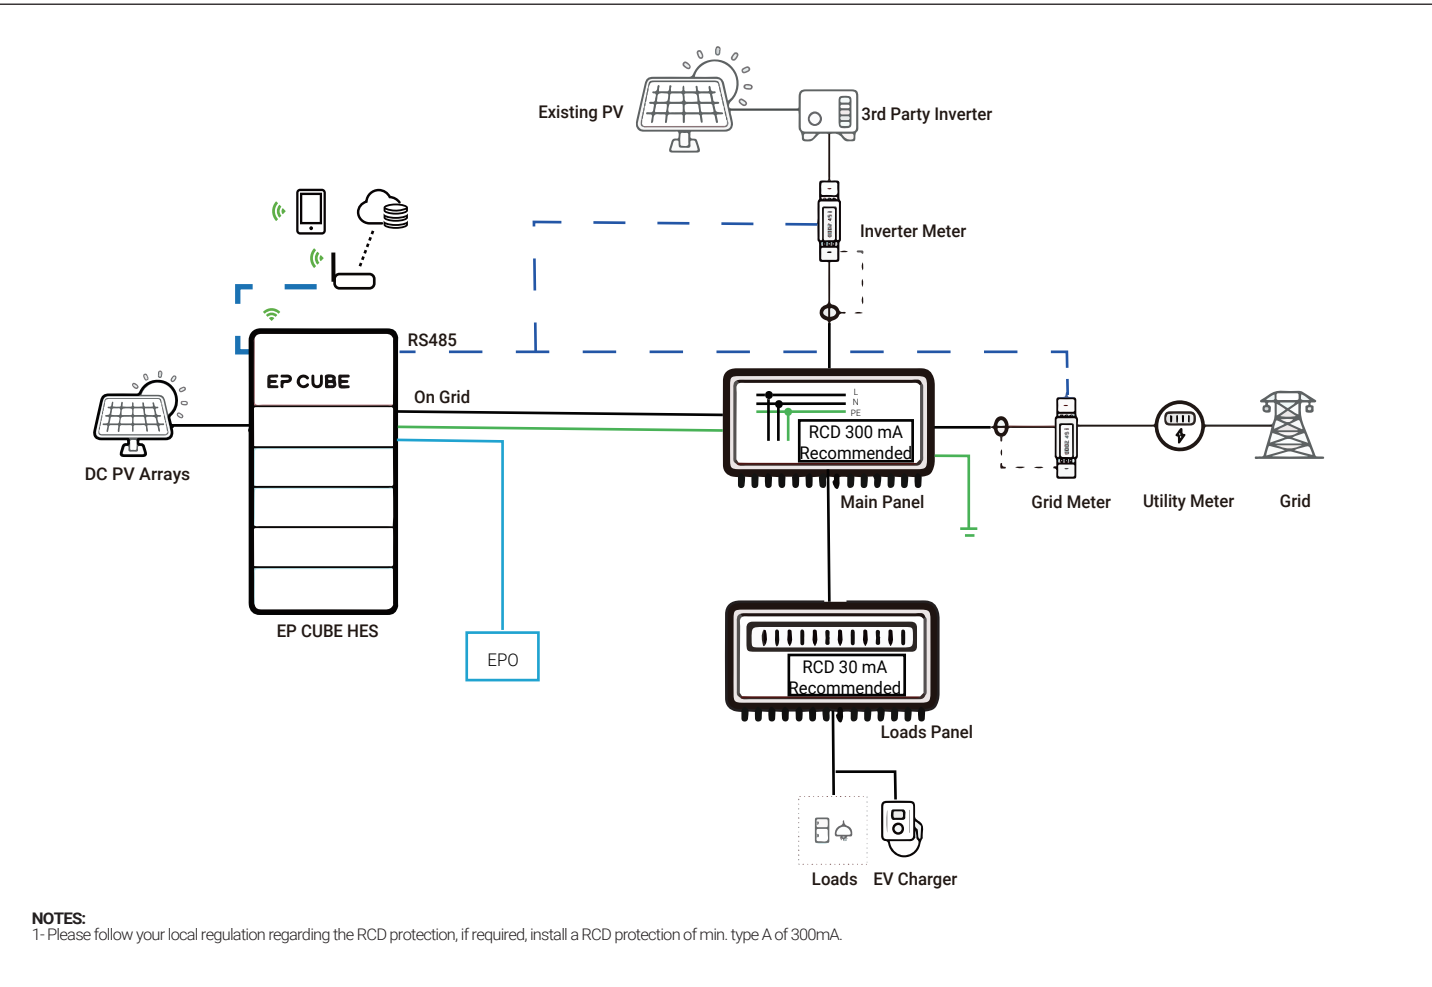 Existing PV
3rd Party Inverter
Inverter Meter
RS485
EP CUBE
On Grid
L
N
PE
RCD 300 mA
Recommended
DC PV Arrays
Main Panel
Grid Meter
Utility Meter
Grid
EP CUBE HES
EPO
RCD 30 mA
Recommended
Loads Panel
Loads
EV Charger
NOTES:
1- Please follow your local regulation regarding the RCD protection, if required, install a RCD protection of min. type A of 300mA.